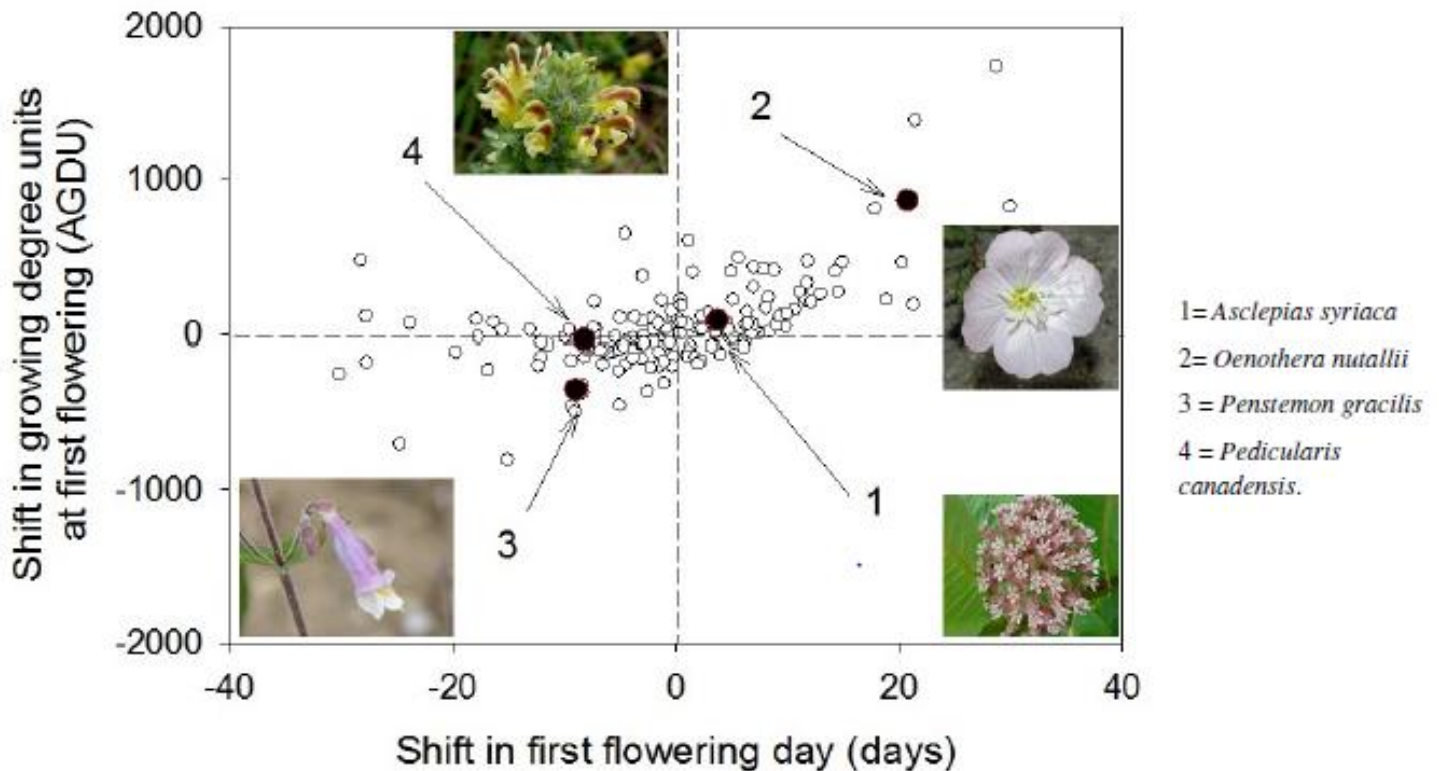 Shift in growing degree units
at first flowering (AGDU)
2000
1000
0
-1000
-2000
4
2
3
1
-40
-20
0
20
40
Shift in first flowering day (days)
1= Asclepias syriaca
2= Oenothera nutallii
3 = Penstemon gracilis
4 = Pedicularis
canadensis.